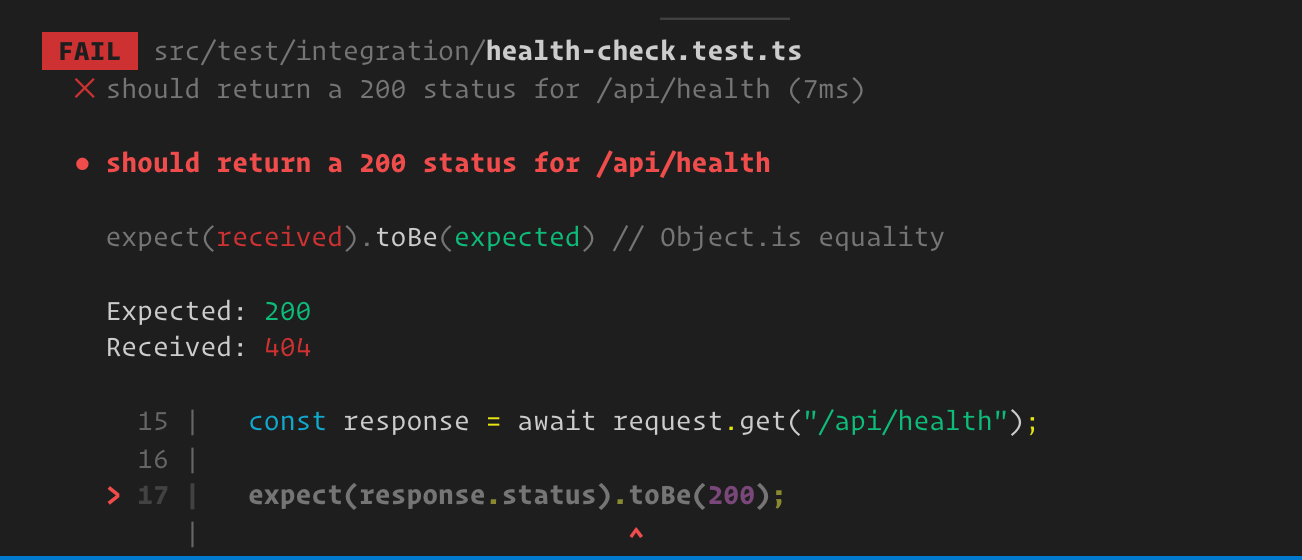 FAIL src/test/integration/health-check.test.ts
✕ should return a 200 status for /api/health (7ms)
● should return a 200 status for /api/health
expect(received).toBe(expected) // Object.is equality
Expected: 200
Received: 404
15 |   const response = await request.get("/api/health");
16 |
> 17 |   expect(response.status).toBe(200);
|                           ^